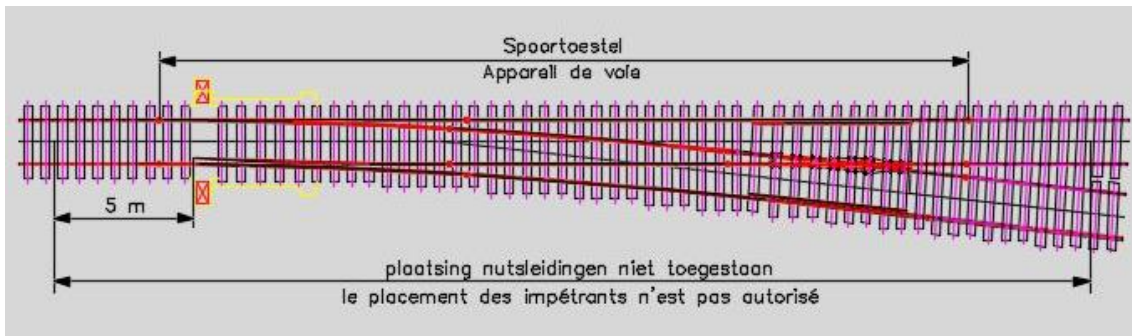 Spoortoestel
Appareil de voie
5 m
plaatsing nutsleidingen niet toegestaan
le placement des impétrants n'est pas autorisé